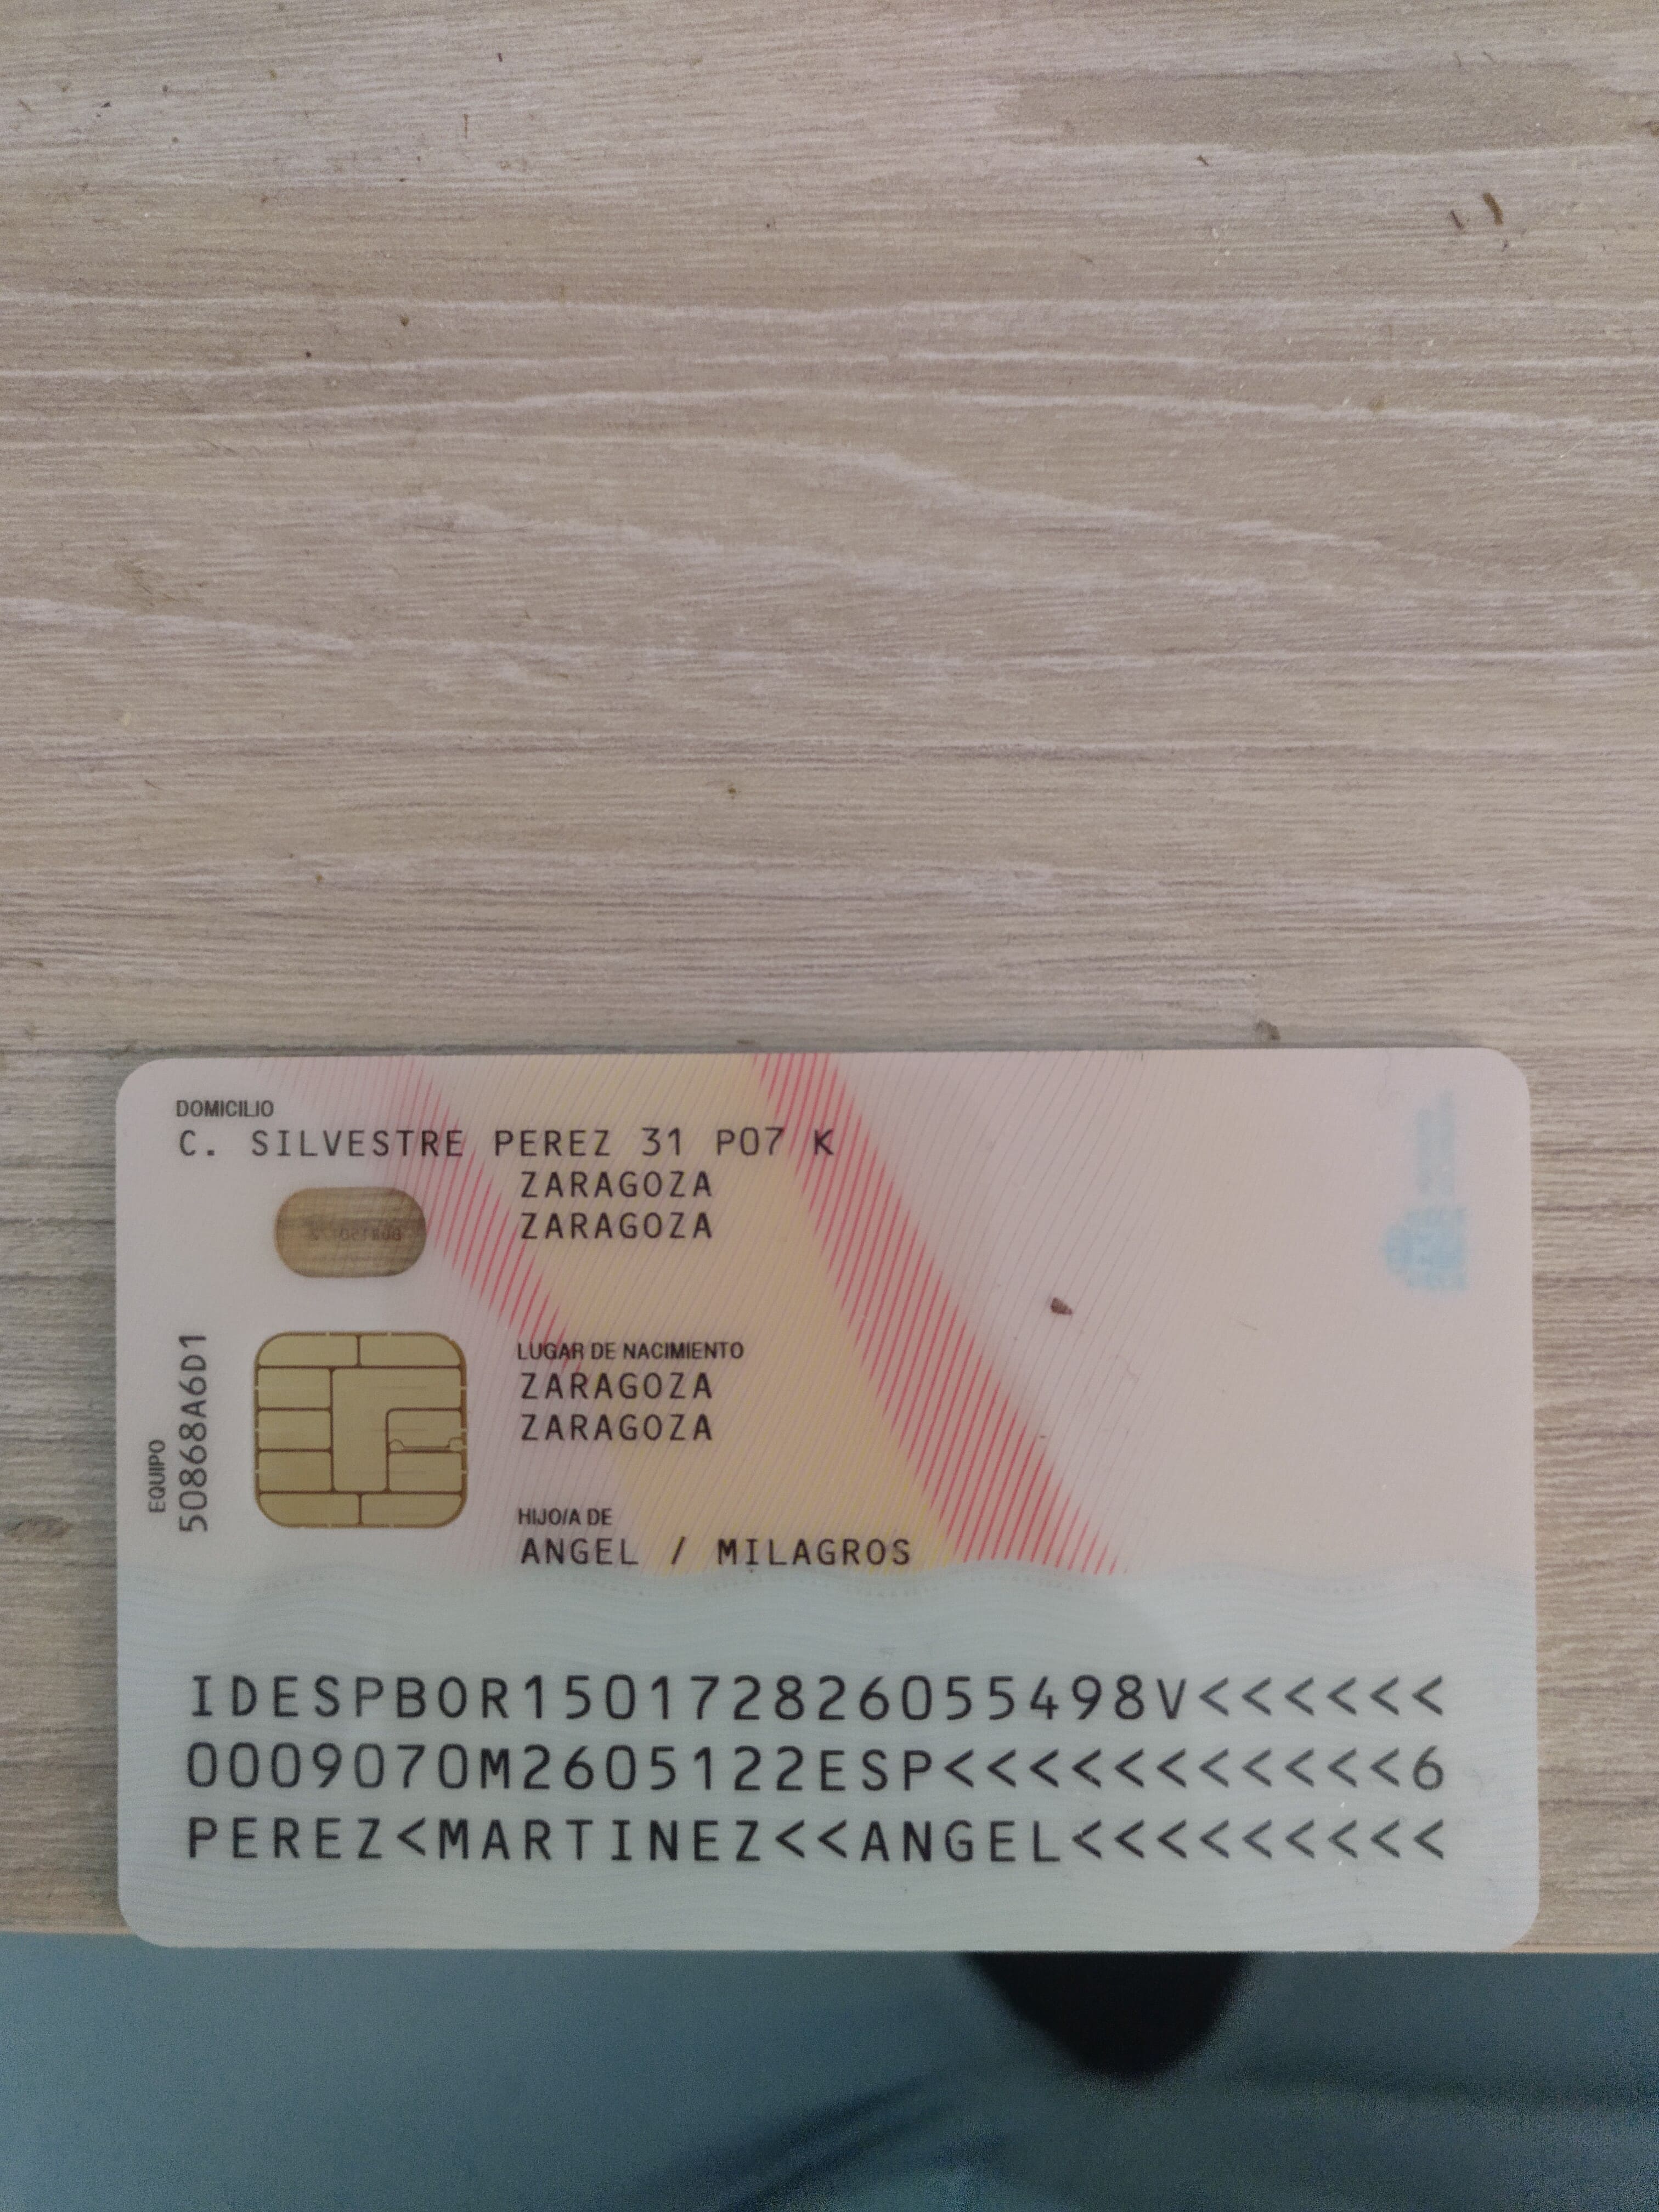 DOMICILIO
C. SILVESTRE PEREZ 31 P07 K
ZARAGOZA
ZARAGOZA
EQUIPO
50868A6D1
LUGAR DE NACIMIENTO
ZARAGOZA
ZARAGOZA
HIJO/A DE
ANGEL / MILAGROS
IDESPBOR150172826055498V<<<<<<
0009070M2605122ESP<<<<<<<<<<<6
PEREZ<MARTINEZ<<ANGEL<<<<<<<<<